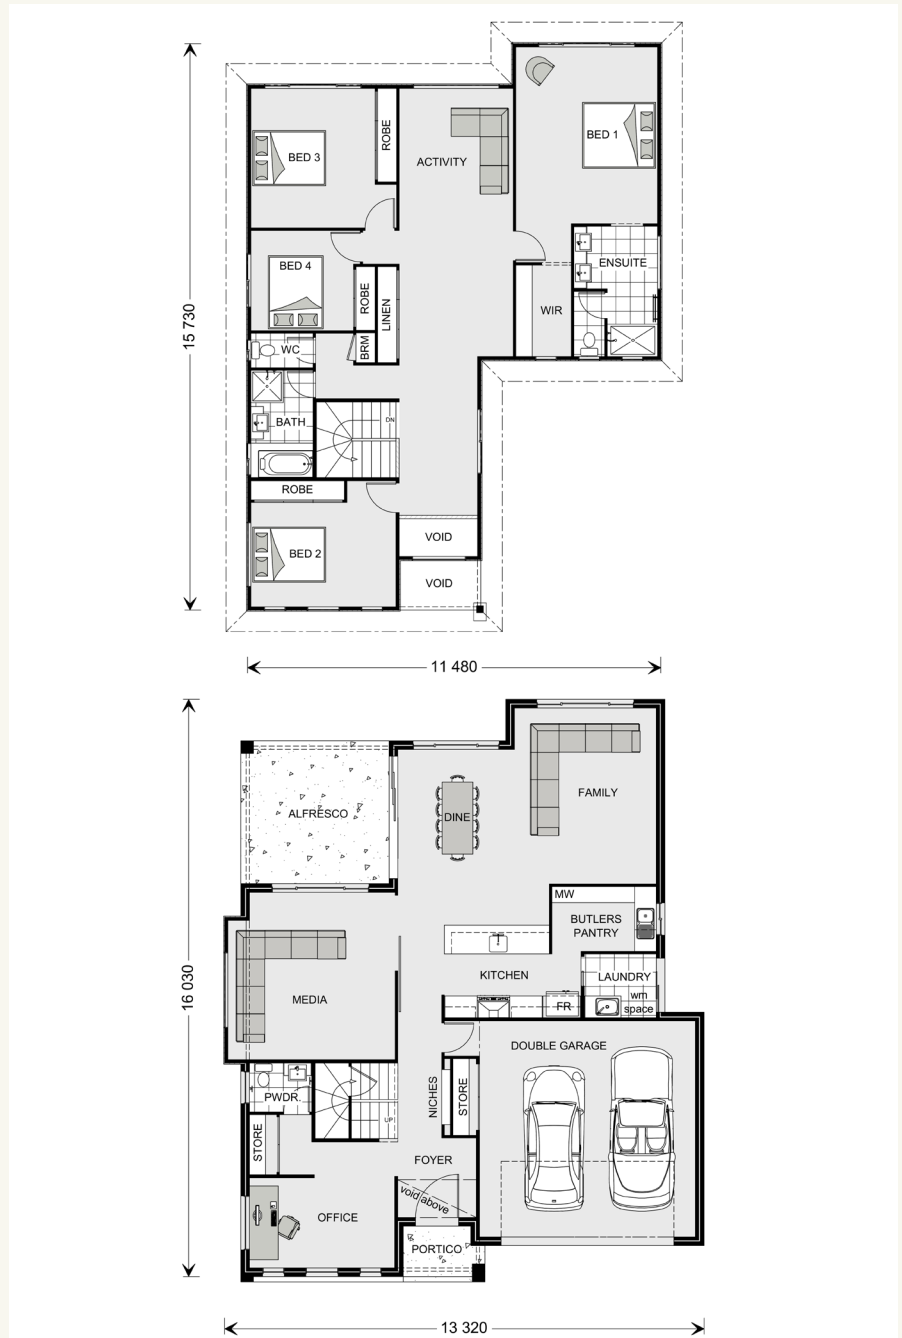 BED 1
BED 3
ROBE
ACTIVITY
BED 4
ENSUITE
ROBE
LINEN
WIR
WC
BRM
15 730
BATH
DN
ROBE
VOID
BED 2
VOID
11 480
FAMILY
ALFRESCO
DINE
MW
BUTLERS
PANTRY
KITCHEN
LAUNDRY
wm
space
FR
MEDIA
16 030
DOUBLE GARAGE
PWDR.
NICHES
STORE
UP
STORE
FOYER
void above
OFFICE
PORTICO
13 320